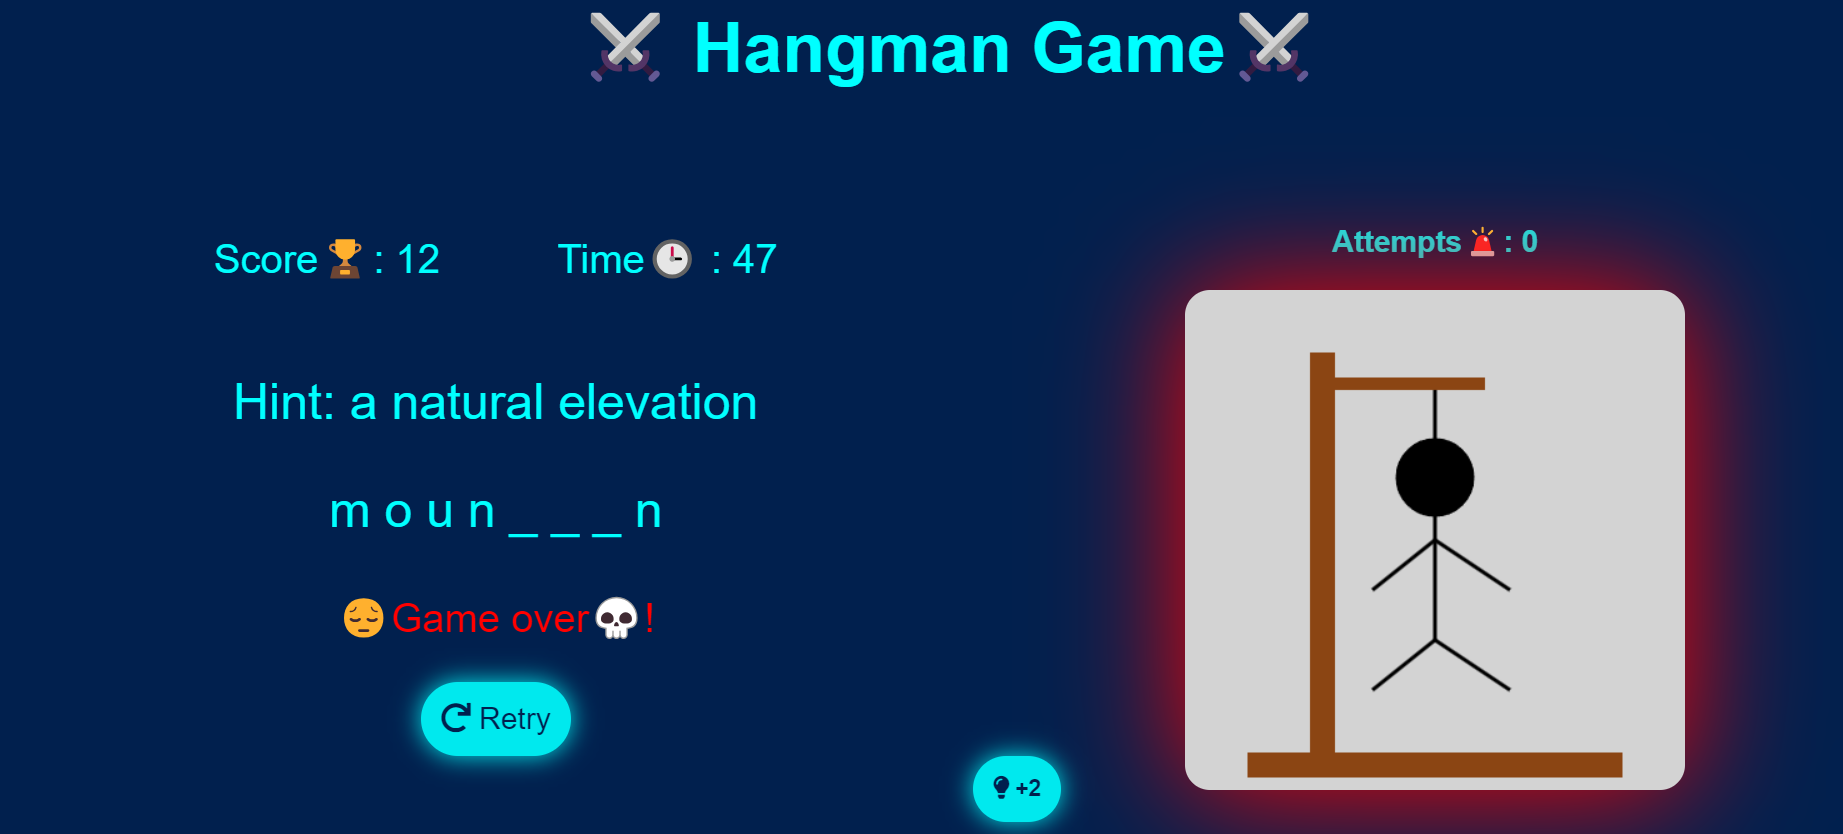 Hangman Game
Score : 12
Time : 47
Attempts : 0
Hint: a natural elevation
m o u n _ _ _ n
Game over !
Retry
+2